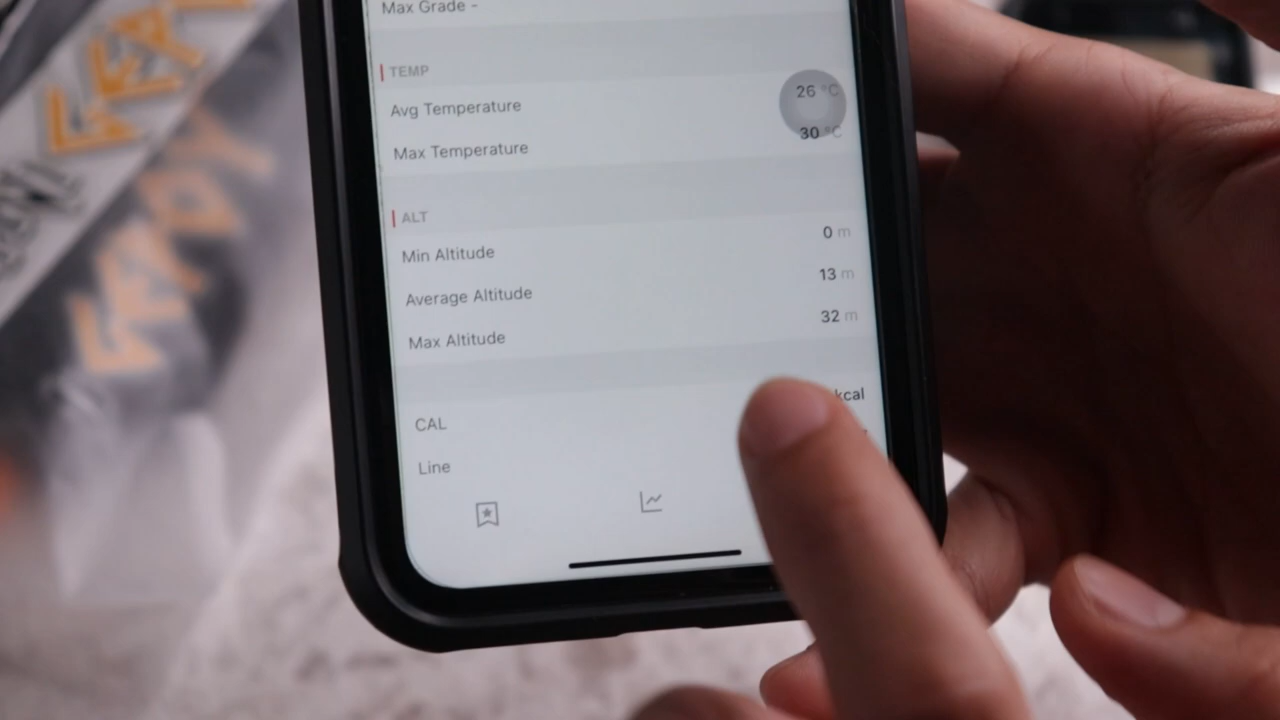 Max Grade -
TEMP
Avg Temperature 26 °C
Max Temperature 30 °C
ALT
Min Altitude 0 m
Average Altitude 13 m
Max Altitude 32 m
CAL kcal
Line